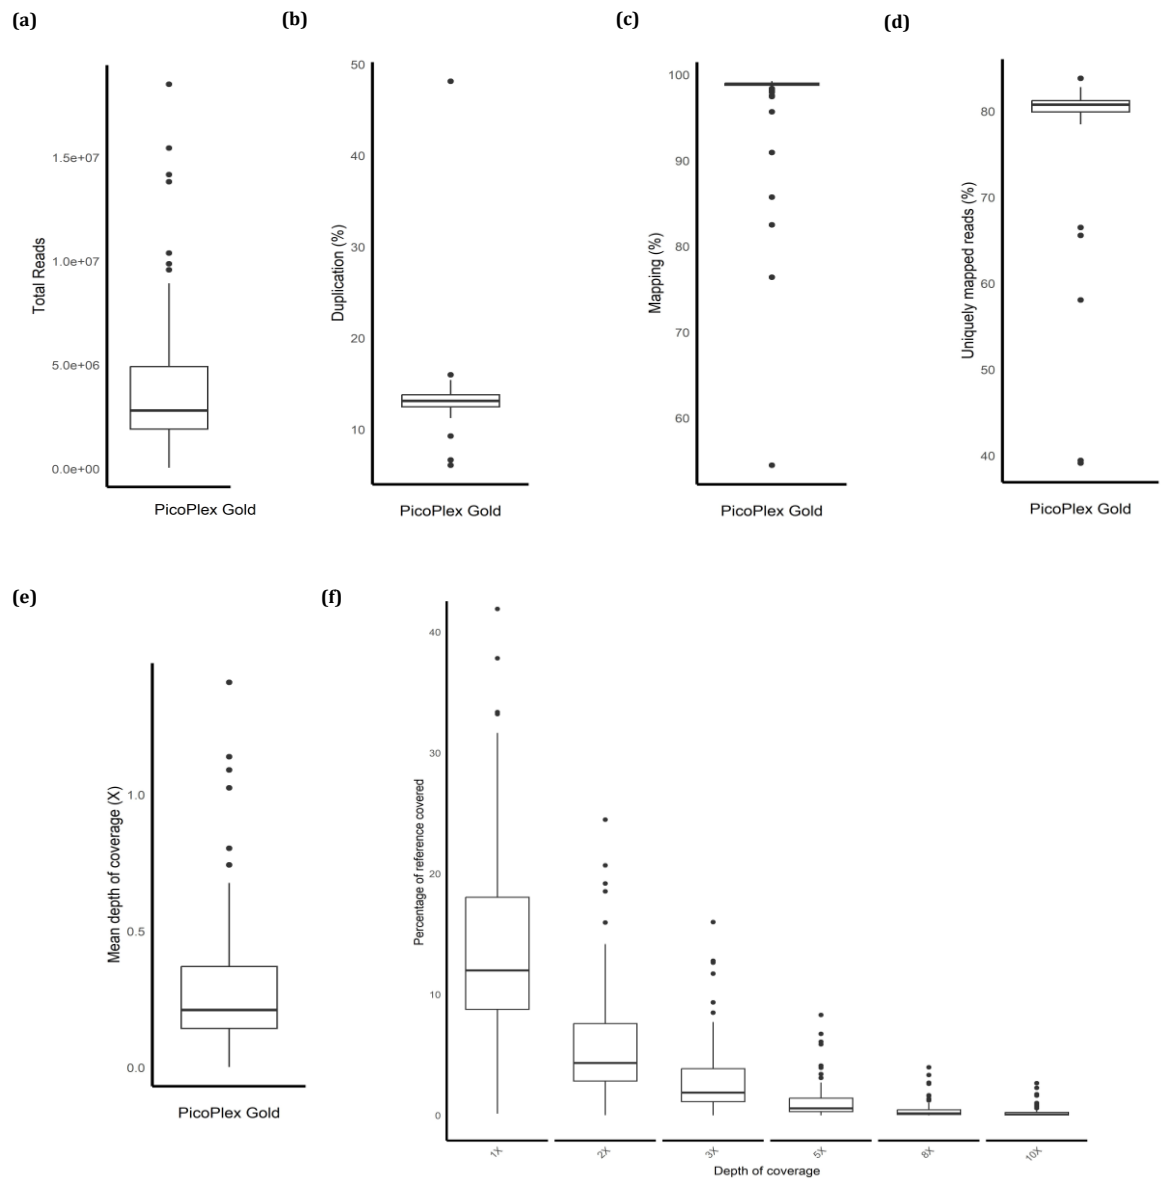 (a)
Total Reads
1.5e+07
1.0e+07
5.0e+06
0.0e+00
PicoPlex Gold
(b)
Duplication (%)
50
40
30
20
10
PicoPlex Gold
(c)
Mapping (%)
100
90
80
70
60
PicoPlex Gold
(d)
Uniquely mapped reads (%)
80
70
60
50
40
PicoPlex Gold
(e)
Mean depth of coverage (X)
1.0
0.5
0.0
PicoPlex Gold
(f)
Percentage of reference covered
40
30
20
10
0
1X
2X
3X
5X
8X
10X
Depth of coverage